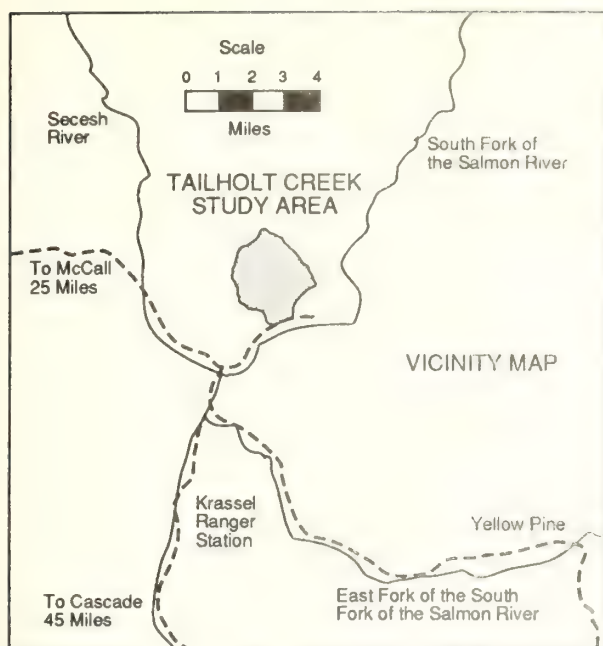 Scale
0 1 2 3 4
Miles
Secesh
River
South Fork of
the Salmon River
TAILHOLT CREEK
STUDY AREA
To McCall
25 Miles
VICINITY MAP
Krassel
Ranger
Station
Yellow Pine
To Cascade
45 Miles
East Fork of the South
Fork of the Salmon River